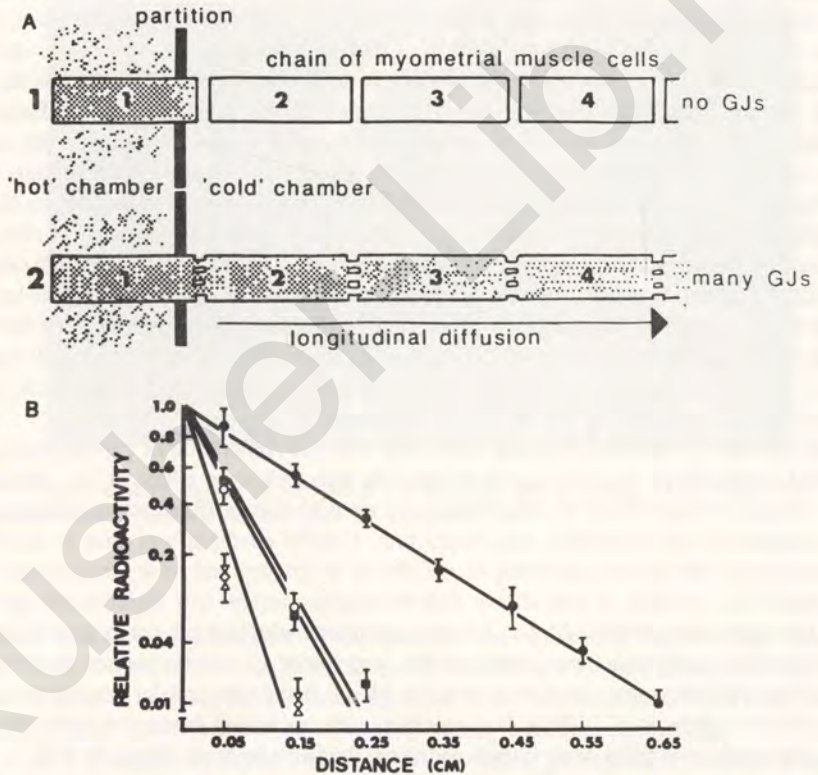 A
partition
chain of myometrial muscle cells
1
1
2
3
4
no GJs
'hot' chamber
'cold' chamber
2
1
2
3
4
many GJs
longitudinal diffusion
B
RELATIVE RADIOACTIVITY
1.0
0.8
0.6
0.4
0.2
0.04
0.01
0.05
0.15
0.25
0.35
0.45
0.55
0.65
DISTANCE (CM)